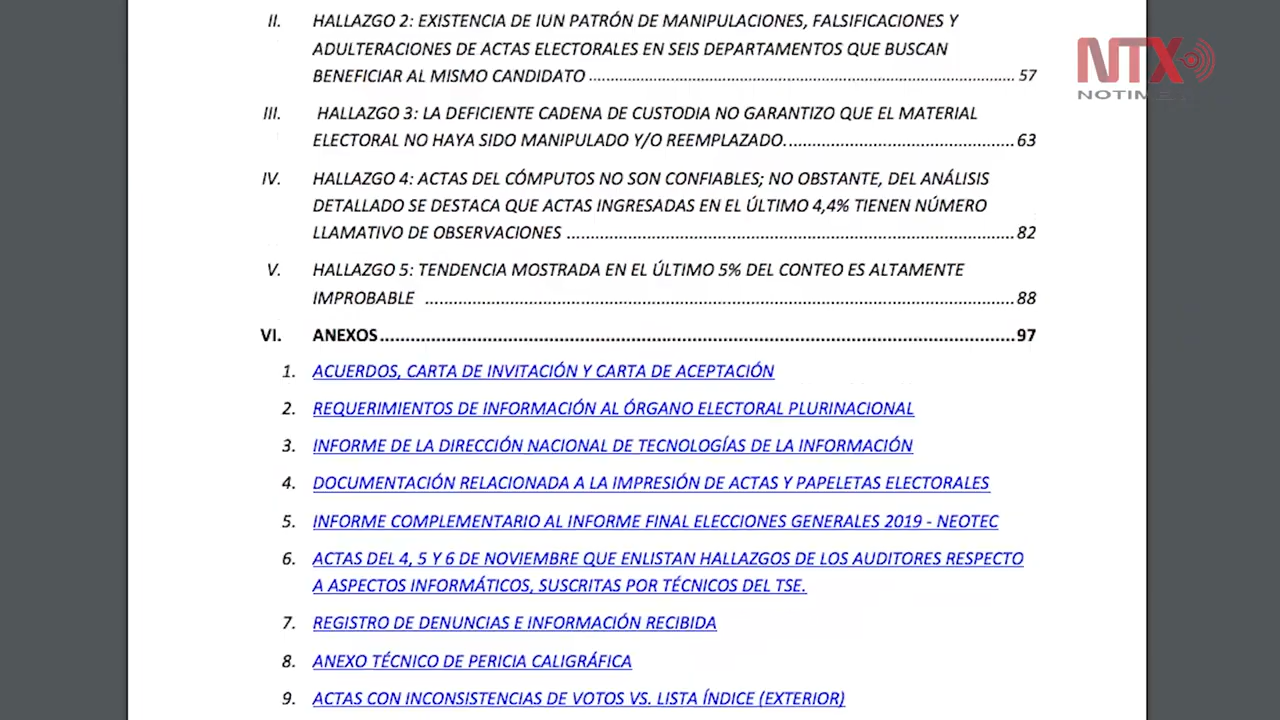 II. HALLAZGO 2: EXISTENCIA DE IUN PATRÓN DE MANIPULACIONES, FALSIFICACIONES Y
ADULTERACIONES DE ACTAS ELECTORALES EN SEIS DEPARTAMENTOS QUE BUSCAN
BENEFICIAR AL MISMO CANDIDATO ........ 57
III. HALLAZGO 3: LA DEFICIENTE CADENA DE CUSTODIA NO GARANTIZO QUE EL MATERIAL
ELECTORAL NO HAYA SIDO MANIPULADO Y/O REEMPLAZADO. ........ 63
IV. HALLAZGO 4: ACTAS DEL CÓMPUTOS NO SON CONFIABLES; NO OBSTANTE, DEL ANÁLISIS
DETALLADO SE DESTACA QUE ACTAS INGRESADAS EN EL ÚLTIMO 4,4% TIENEN NÚMERO
LLAMATIVO DE OBSERVACIONES ........ 82
V. HALLAZGO 5: TENDENCIA MOSTRADA EN EL ÚLTIMO 5% DEL CONTEO ES ALTAMENTE
IMPROBABLE ........ 88
VI. ANEXOS ........ 97
1. ACUERDOS, CARTA DE INVITACIÓN Y CARTA DE ACEPTACIÓN
2. REQUERIMIENTOS DE INFORMACIÓN AL ÓRGANO ELECTORAL PLURINACIONAL
3. INFORME DE LA DIRECCIÓN NACIONAL DE TECNOLOGÍAS DE LA INFORMACIÓN
4. DOCUMENTACIÓN RELACIONADA A LA IMPRESIÓN DE ACTAS Y PAPELETAS ELECTORALES
5. INFORME COMPLEMENTARIO AL INFORME FINAL ELECCIONES GENERALES 2019 - NEOTEC
6. ACTAS DEL 4, 5 Y 6 DE NOVIEMBRE QUE ENLISTAN HALLAZGOS DE LOS AUDITORES RESPECTO
A ASPECTOS INFORMÁTICOS, SUSCRITAS POR TÉCNICOS DEL TSE.
7. REGISTRO DE DENUNCIAS E INFORMACIÓN RECIBIDA
8. ANEXO TÉCNICO DE PERICIA CALIGRÁFICA
9. ACTAS CON INCONSISTENCIAS DE VOTOS VS. LISTA ÍNDICE (EXTERIOR)
NTX